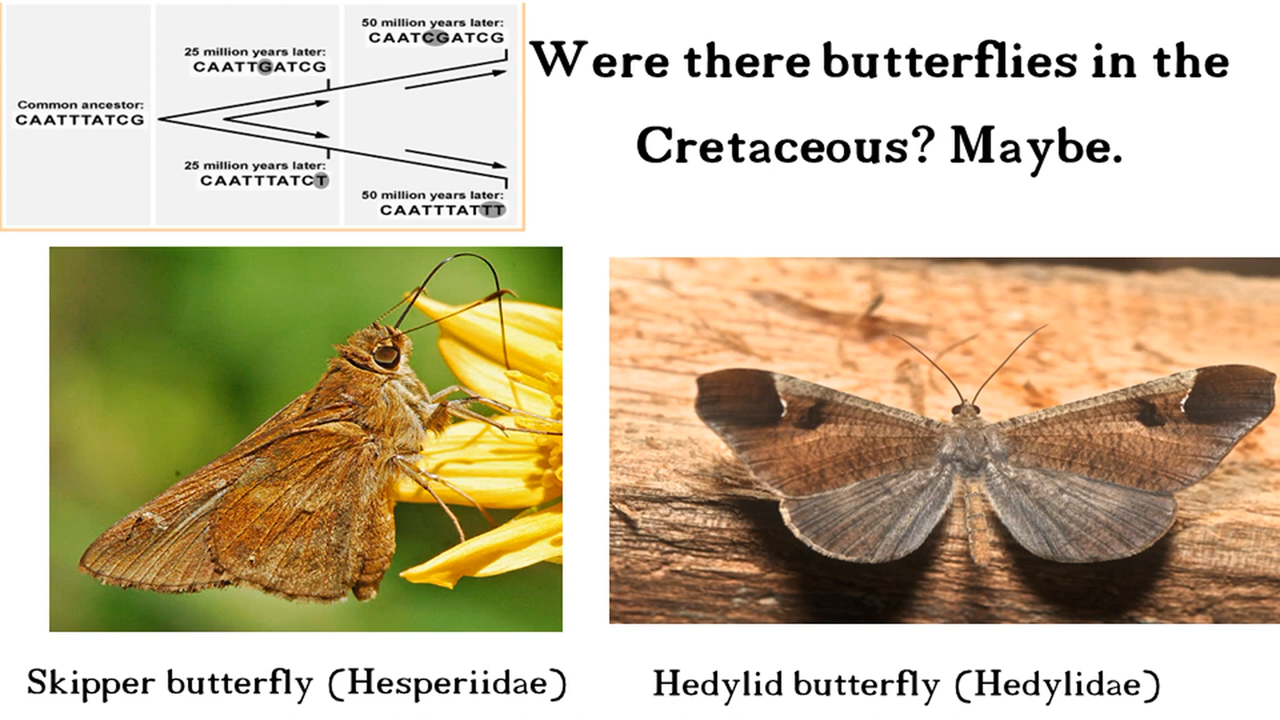 50 million years later:
CAATCGATCG
25 million years later:
CAATTGATCG
Common ancestor:
CAATTTATCG
25 million years later:
CAATTTATCT
50 million years later:
CAATTTATTT
Were there butterflies in the
Cretaceous? Maybe.
Skipper butterfly (Hesperiidae)
Hedylid butterfly (Hedylidae)